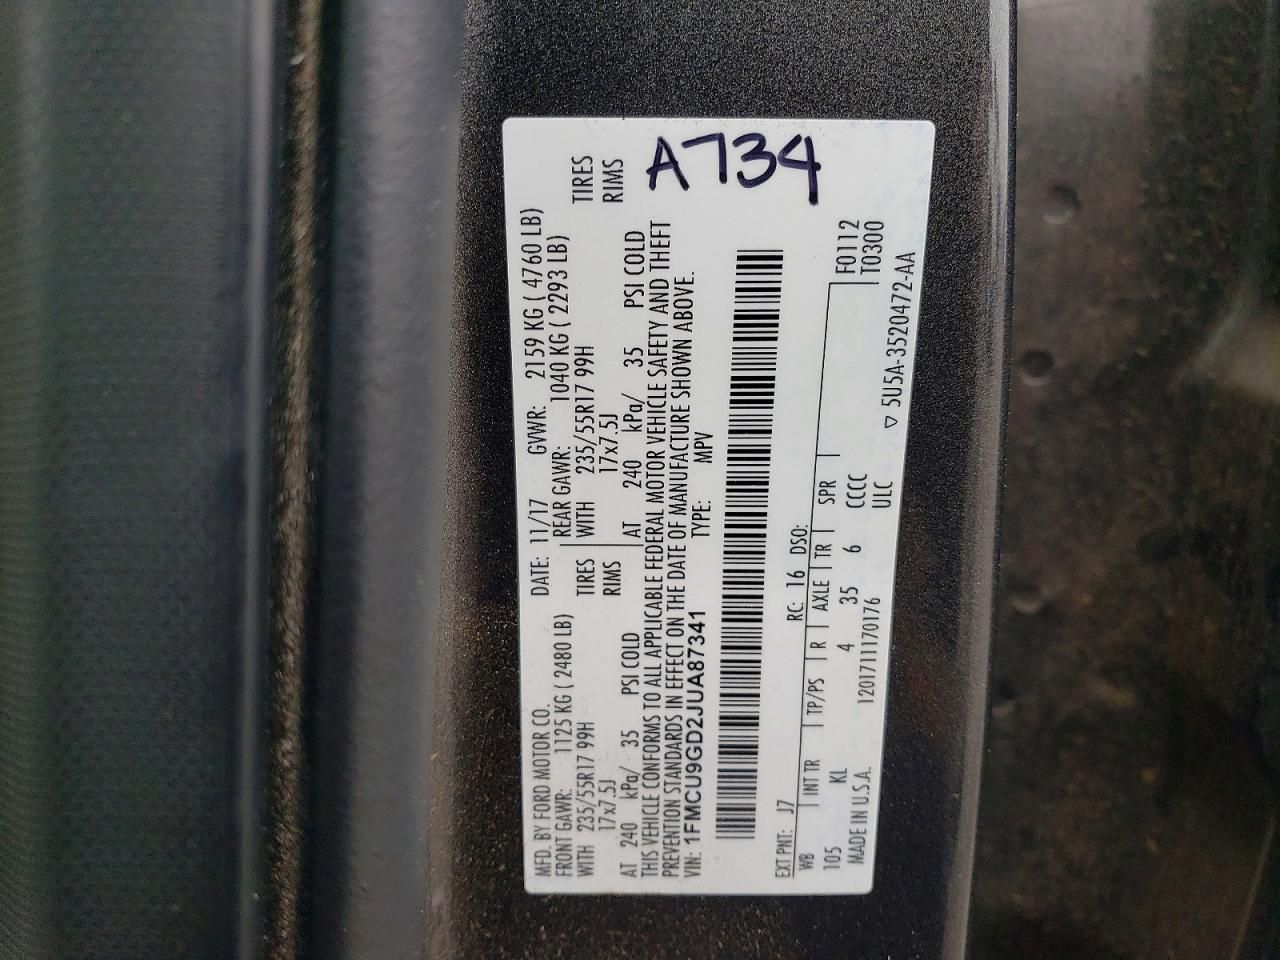 A734
MFD. BY FORD MOTOR CO. DATE: 11/17 GVWR: 2159 KG ( 4760 LB)
FRONT GAWR: 1125 KG ( 2480 LB) REAR GAWR: 1040 KG ( 2293 LB)
WITH 235/55R17 99H TIRES WITH 235/55R17 99H TIRES
17x7.5J RIMS 17x7.5J RIMS
AT 240 kPa/ 35 PSI COLD AT 240 kPa/ 35 PSI COLD
THIS VEHICLE CONFORMS TO ALL APPLICABLE FEDERAL MOTOR VEHICLE SAFETY AND THEFT
PREVENTION STANDARDS IN EFFECT ON THE DATE OF MANUFACTURE SHOWN ABOVE.
VIN: 1FMCU9GD2JUA87341 TYPE: MPV
EXT PNT: J7 RC: 16 DSO:
WB INT TR TP/PS R AXLE TR SPR F0112
105 KL 4 35 6 CCCC T0300
MADE IN U.S.A. 12017111170176 ULC
▽ 5U5A-3520472-AA